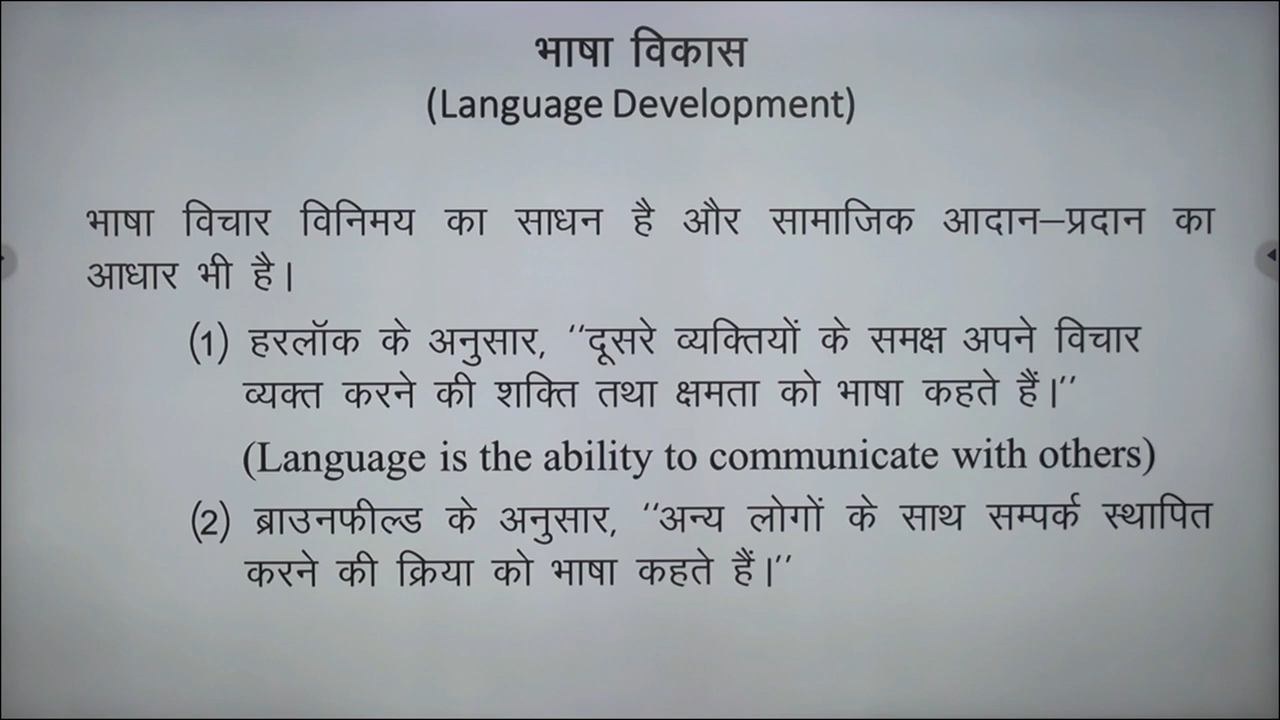 भाषा विकास
(Language Development)
भाषा विचार विनिमय का साधन है और सामाजिक आदान–प्रदान का
आधार भी है।
(1) हरलॉक के अनुसार, ‘‘दूसरे व्यक्तियों के समक्ष अपने विचार
व्यक्त करने की शक्ति तथा क्षमता को भाषा कहते हैं।’’
(Language is the ability to communicate with others)
(2) ब्राउनफील्ड के अनुसार, ‘‘अन्य लोगों के साथ सम्पर्क स्थापित
करने की क्रिया को भाषा कहते हैं।’’